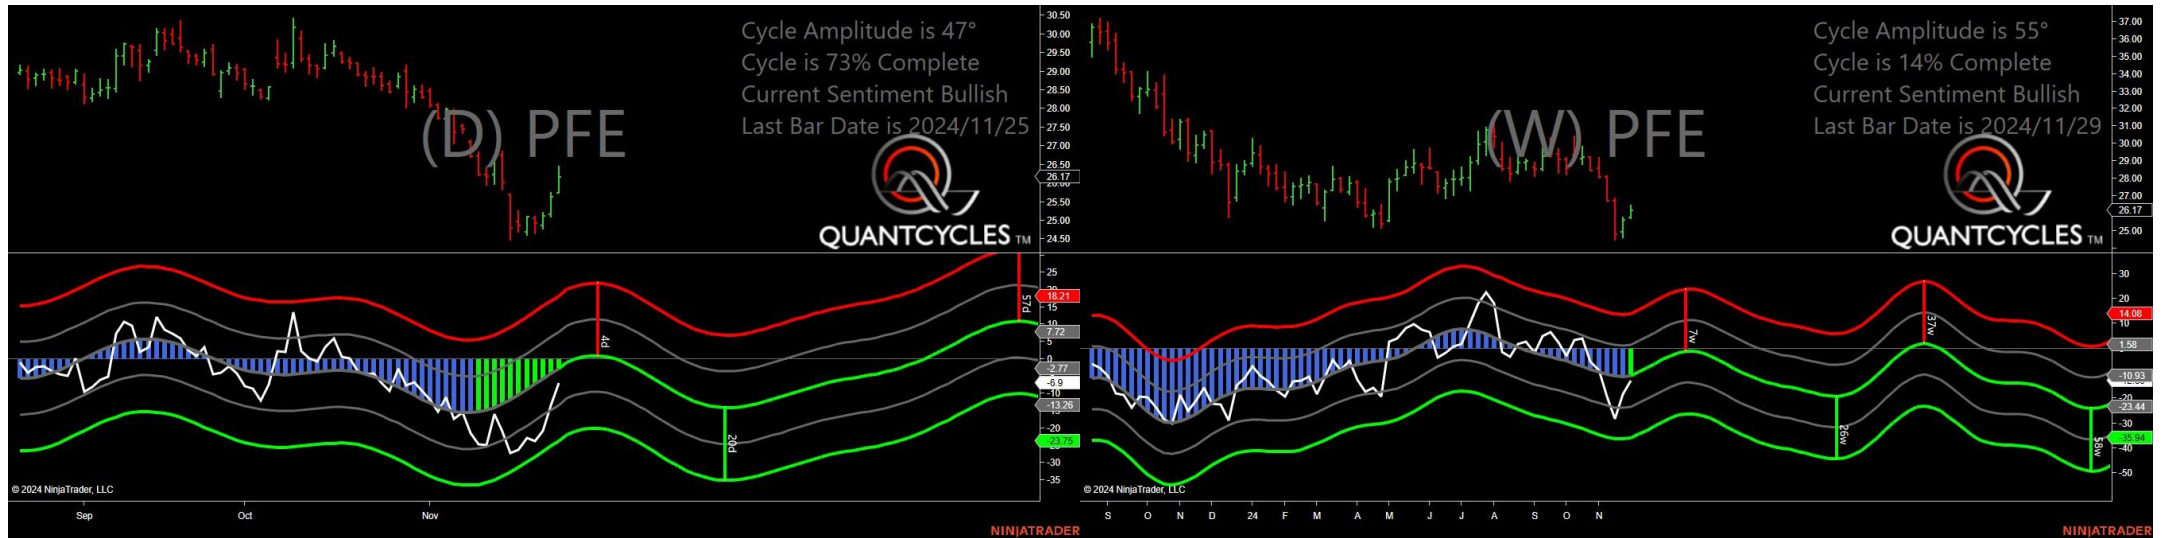 Cycle Amplitude is 47°
Cycle is 73% Complete
Current Sentiment Bullish
Last Bar Date is 2024/11/25
(D) PFE
QUANTCYCLES TM
30.50
30.00
29.50
29.00
28.50
28.00
27.50
27.00
26.50
26.17
26.00
25.50
25.00
24.50
4d
20d
57d
25
18.21
10
7.72
5
0
-2.77
-6.9
-10
-13.26
-15
-20
-23.75
-30
-35
© 2024 NinjaTrader, LLC
Sep
Oct
Nov
NINJATRADER
Cycle Amplitude is 55°
Cycle is 14% Complete
Current Sentiment Bullish
Last Bar Date is 2024/11/29
(W) PFE
QUANTCYCLES TM
37.00
36.00
35.00
34.00
33.00
32.00
31.00
30.00
29.00
28.00
27.00
26.17
25.00
7w
26w
37w
58w
30
20
14.08
10
1.58
-10.93
-20
-23.44
-30
-35.94
-40
-50
© 2024 NinjaTrader, LLC
S O N D 24 F M A M J J A S O N
NINJATRADER